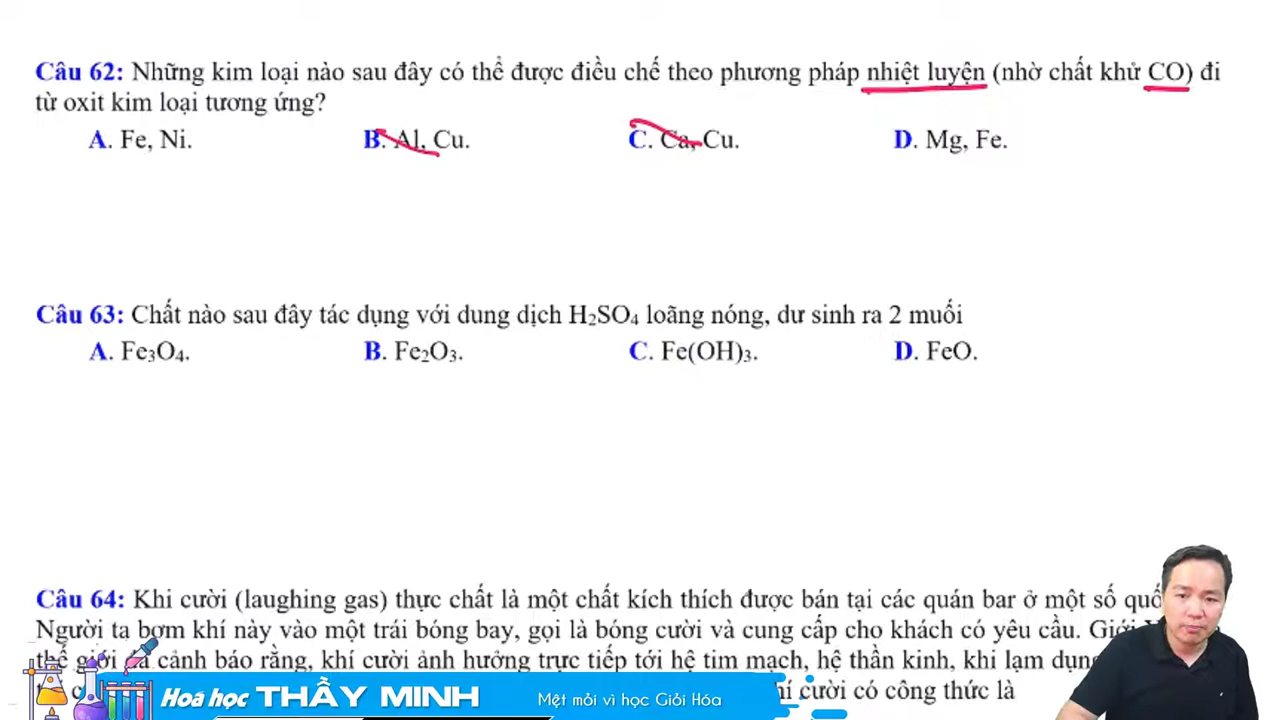 Câu 62: Những kim loại nào sau đây có thể được điều chế theo phương pháp nhiệt luyện (nhờ chất khử CO) đi
từ oxit kim loại tương ứng?
A. Fe, Ni. B. Al, Cu. C. Ca, Cu. D. Mg, Fe.
Câu 63: Chất nào sau đây tác dụng với dung dịch H₂SO₄ loãng nóng, dư sinh ra 2 muối
A. Fe₃O₄. B. Fe₂O₃. C. Fe(OH)₃. D. FeO.
Câu 64: Khi cười (laughing gas) thực chất là một chất kích thích được bán tại các quán bar ở một số
Người ta bơm khí này vào một trái bóng bay, gọi là bóng cười và cung cấp cho khách có yêu cầu. Giới
thế giới đã cảnh báo rằng, khí cười ảnh hưởng trực tiếp tới hệ tim mạch, hệ thần kinh, khi lạm
cười có công thức là
Hoá học THẦY MINH Mệt mỏi vì học Giỏi Hóa